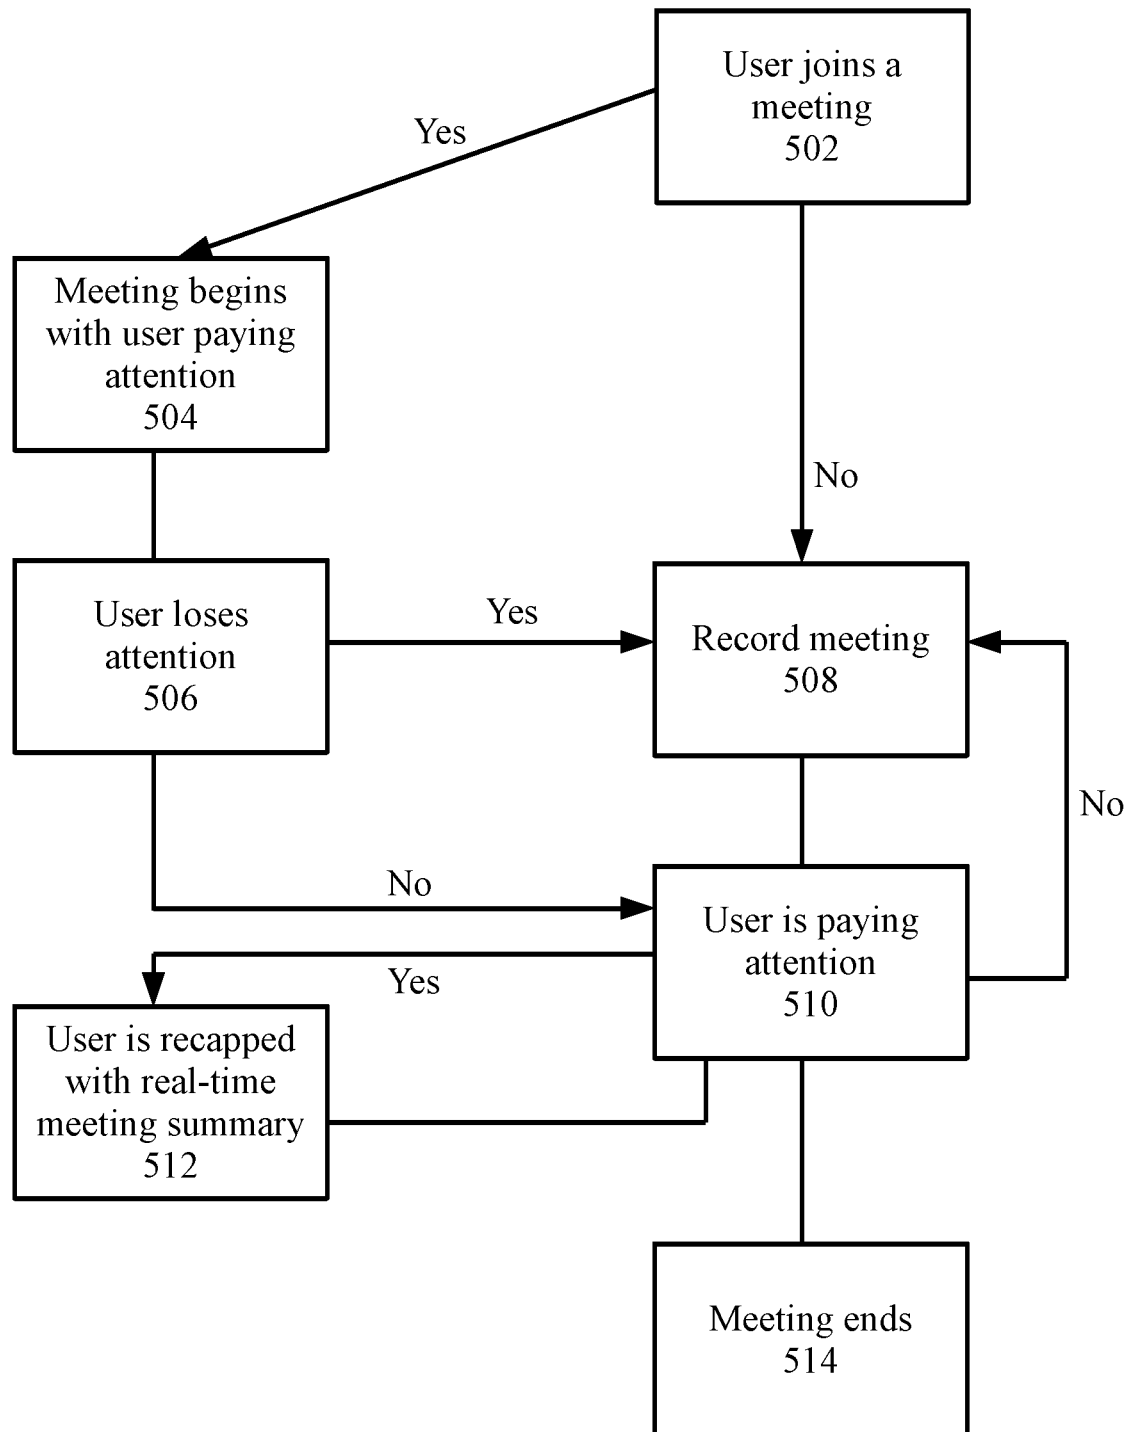 User joins a
meeting
502
Yes
Meeting begins
with user paying
attention
504
No
User loses
attention
506
Yes
Record meeting
508
No
No
User is paying
attention
510
Yes
User is recapped
with real-time
meeting summary
512
Meeting ends
514